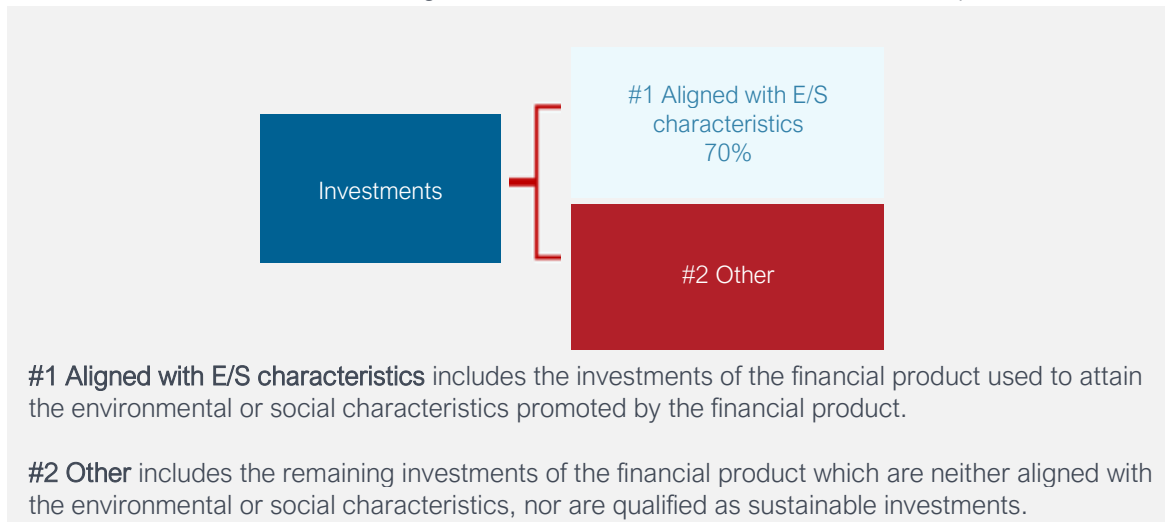 #1 Aligned with E/S
characteristics
70%
Investments
#2 Other
#1 Aligned with E/S characteristics includes the investments of the financial product used to attain
the environmental or social characteristics promoted by the financial product.
#2 Other includes the remaining investments of the financial product which are neither aligned with
the environmental or social characteristics, nor are qualified as sustainable investments.